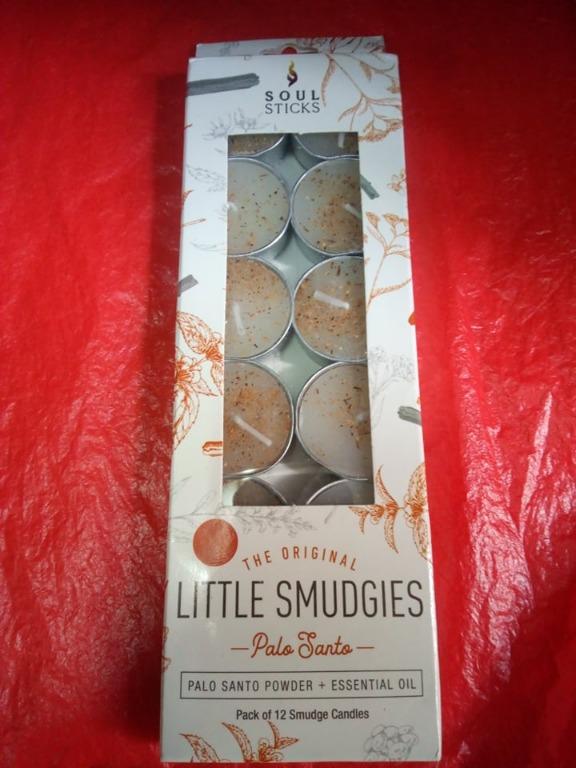 SOUL
STICKS
THE ORIGINAL
LITTLE SMUDGIES
Palo Santo
PALO SANTO POWDER + ESSENTIAL OIL
Pack of 12 Smudge Candles